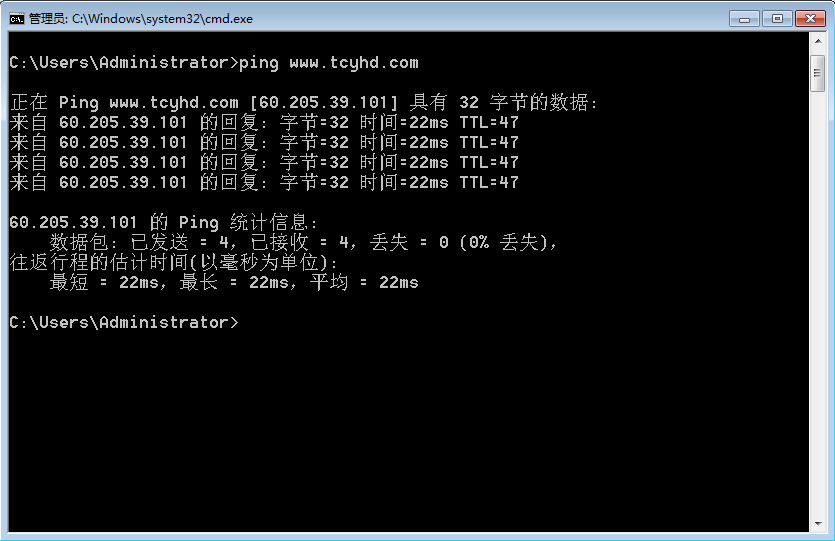 管理员: C:\Windows\system32\cmd.exe
C:\Users\Administrator>ping www.tcyhd.com
正在 Ping www.tcyhd.com [60.205.39.101] 具有 32 字节的数据:
来自 60.205.39.101 的回复: 字节=32 时间=22ms TTL=47
来自 60.205.39.101 的回复: 字节=32 时间=22ms TTL=47
来自 60.205.39.101 的回复: 字节=32 时间=22ms TTL=47
来自 60.205.39.101 的回复: 字节=32 时间=22ms TTL=47
60.205.39.101 的 Ping 统计信息:
数据包: 已发送 = 4，已接收 = 4，丢失 = 0 (0% 丢失)，
往返行程的估计时间(以毫秒为单位):
最短 = 22ms，最长 = 22ms，平均 = 22ms
C:\Users\Administrator>